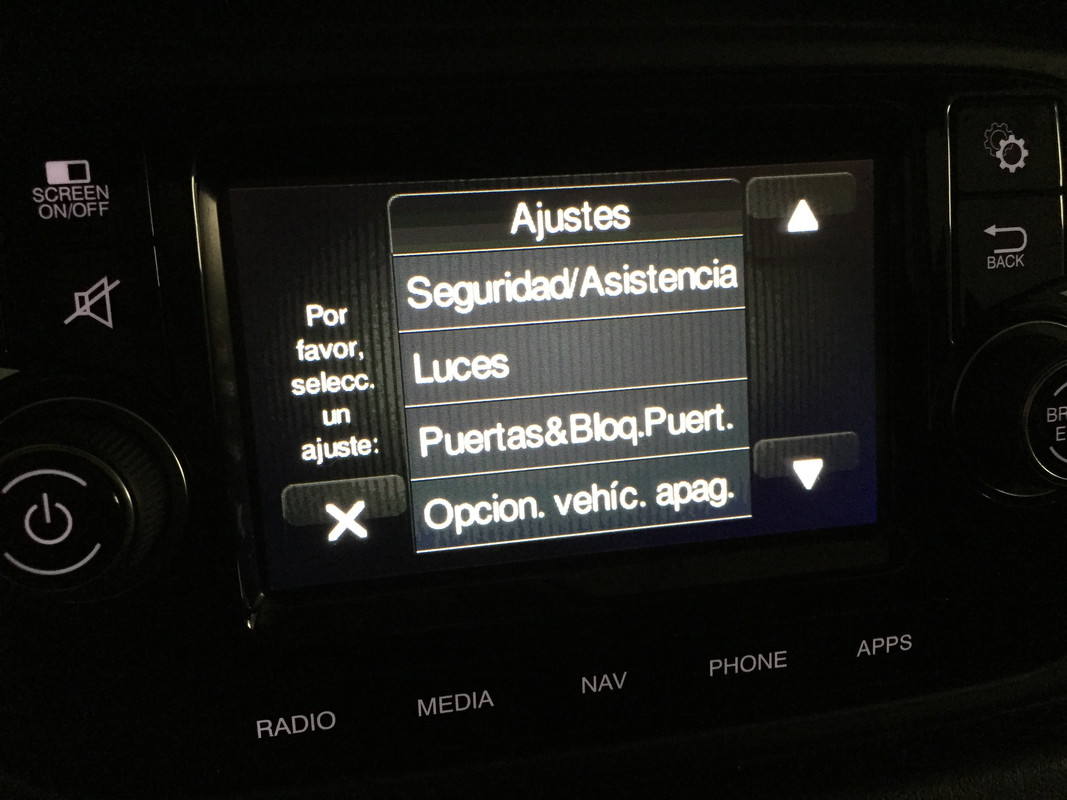 SCREEN
ON/OFF
Ajustes
Seguridad/Asistencia
Luces
Puertas&Bloq.Puert.
Opcion. vehíc. apag.
Por
favor,
selecc.
un
ajuste:
BACK
RADIO
MEDIA
NAV
PHONE
APPS